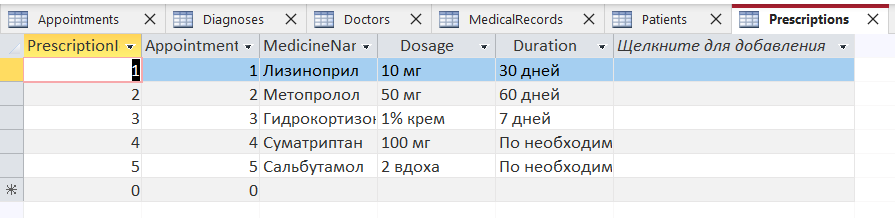 Appointments Diagnoses Doctors MedicalRecords Patients Prescriptions
PrescriptionI Appointment MedicineNar Dosage Duration Щелкните для добавления
1 1 Лизиноприл 10 мг 30 дней
2 2 Метопролол 50 мг 60 дней
3 3 Гидрокортизон 1% крем 7 дней
4 4 Суматриптан 100 мг По необходим
5 5 Сальбутамол 2 вдоха По необходим
0 0